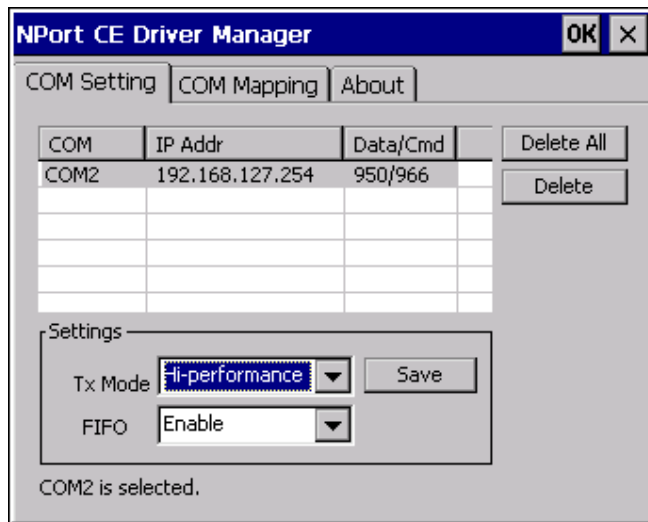 NPort CE Driver Manager OK ×
COM Setting COM Mapping About
COM IP Addr Data/Cmd Delete All
COM2 192.168.127.254 950/966
Delete
Settings
Tx Mode Hi-performance Save
FIFO Enable
COM2 is selected.